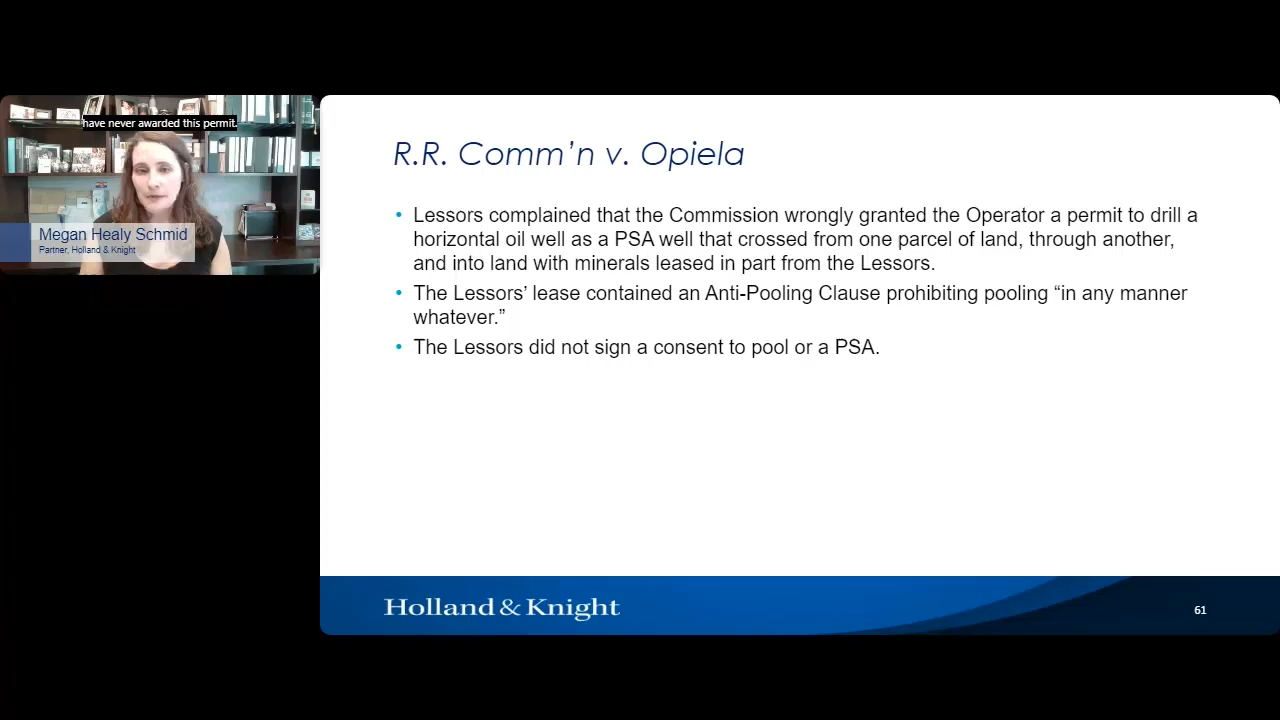 have never awarded this permit.
Megan Healy Schmid
Partner, Holland & Knight
R.R. Comm’n v. Opiela
• Lessors complained that the Commission wrongly granted the Operator a permit to drill a
horizontal oil well as a PSA well that crossed from one parcel of land, through another,
and into land with minerals leased in part from the Lessors.
• The Lessors’ lease contained an Anti-Pooling Clause prohibiting pooling “in any manner
whatever.”
• The Lessors did not sign a consent to pool or a PSA.
Holland & Knight
61